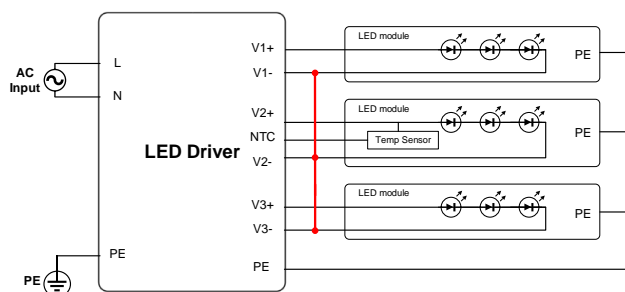 AC
Input
L
N
LED Driver
PE
PE
V1+
V1-
V2+
NTC
V2-
V3+
V3-
PE
LED module
PE
LED module
Temp Sensor
PE
LED module
PE